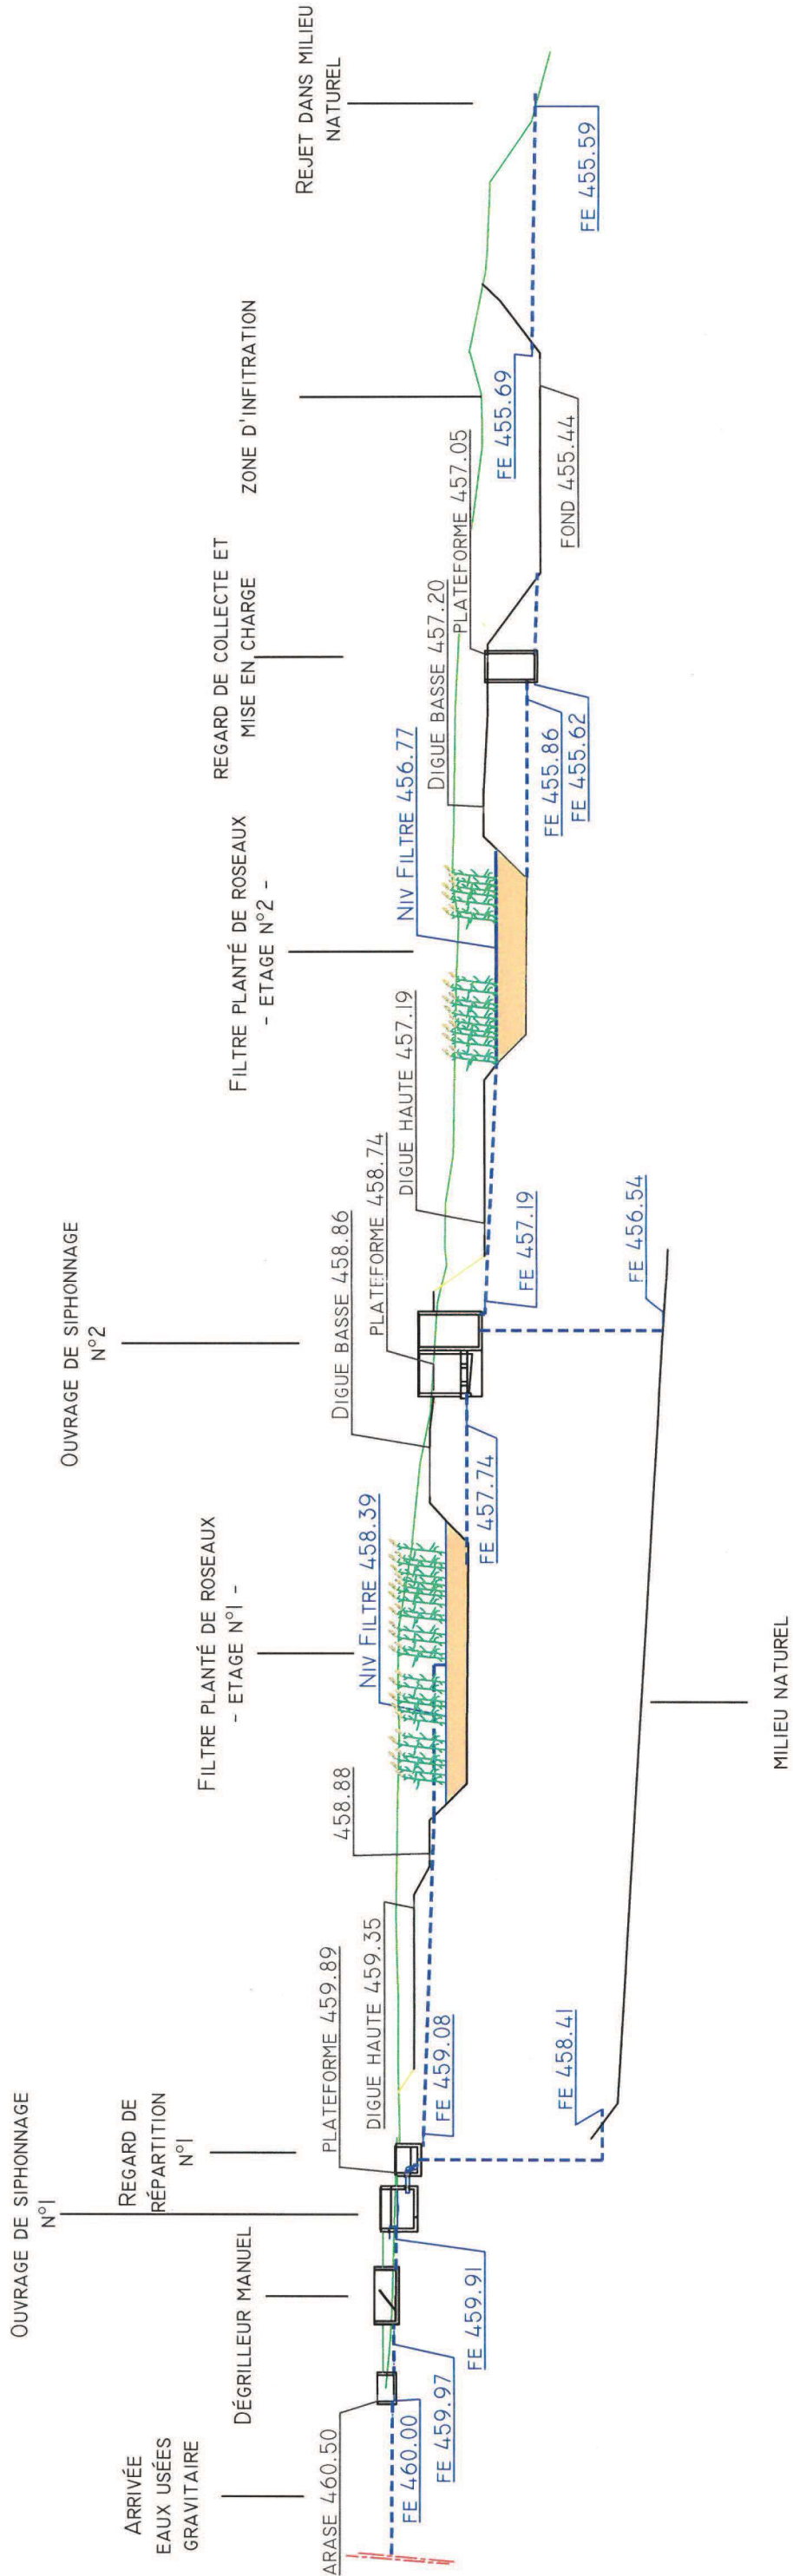 ARRIVÉE
EAUX USÉES
GRAVITAIRE
DÉGRILLEUR MANUEL
OUVRAGE DE SIPHONNAGE
N°1
REGARD DE
RÉPARTITION
N°1
FILTRE PLANTÉ DE ROSEAUX
- ETAGE N°1 -
OUVRAGE DE SIPHONNAGE
N°2
FILTRE PLANTÉ DE ROSEAUX
- ETAGE N°2 -
REGARD DE COLLECTE ET
MISE EN CHARGE
ZONE D'INFITRATION
REJET DANS MILIEU
NATUREL
ARASE 460.50
FE 460.00
FE 459.97
FE 459.91
PLATEFORME 459.89
DIGUE HAUTE 459.35
FE 459.08
FE 458.41
458.88
NIV FILTRE 458.39
FE 457.74
DIGUE BASSE 458.86
PLATEFORME 458.74
DIGUE HAUTE 457.19
FE 457.19
FE 456.54
MILIEU NATUREL
NIV FILTRE 456.77
DIGUE BASSE 457.20
PLATEFORME 457.05
FE 455.86
FE 455.62
FE 455.69
FOND 455.44
FE 455.59